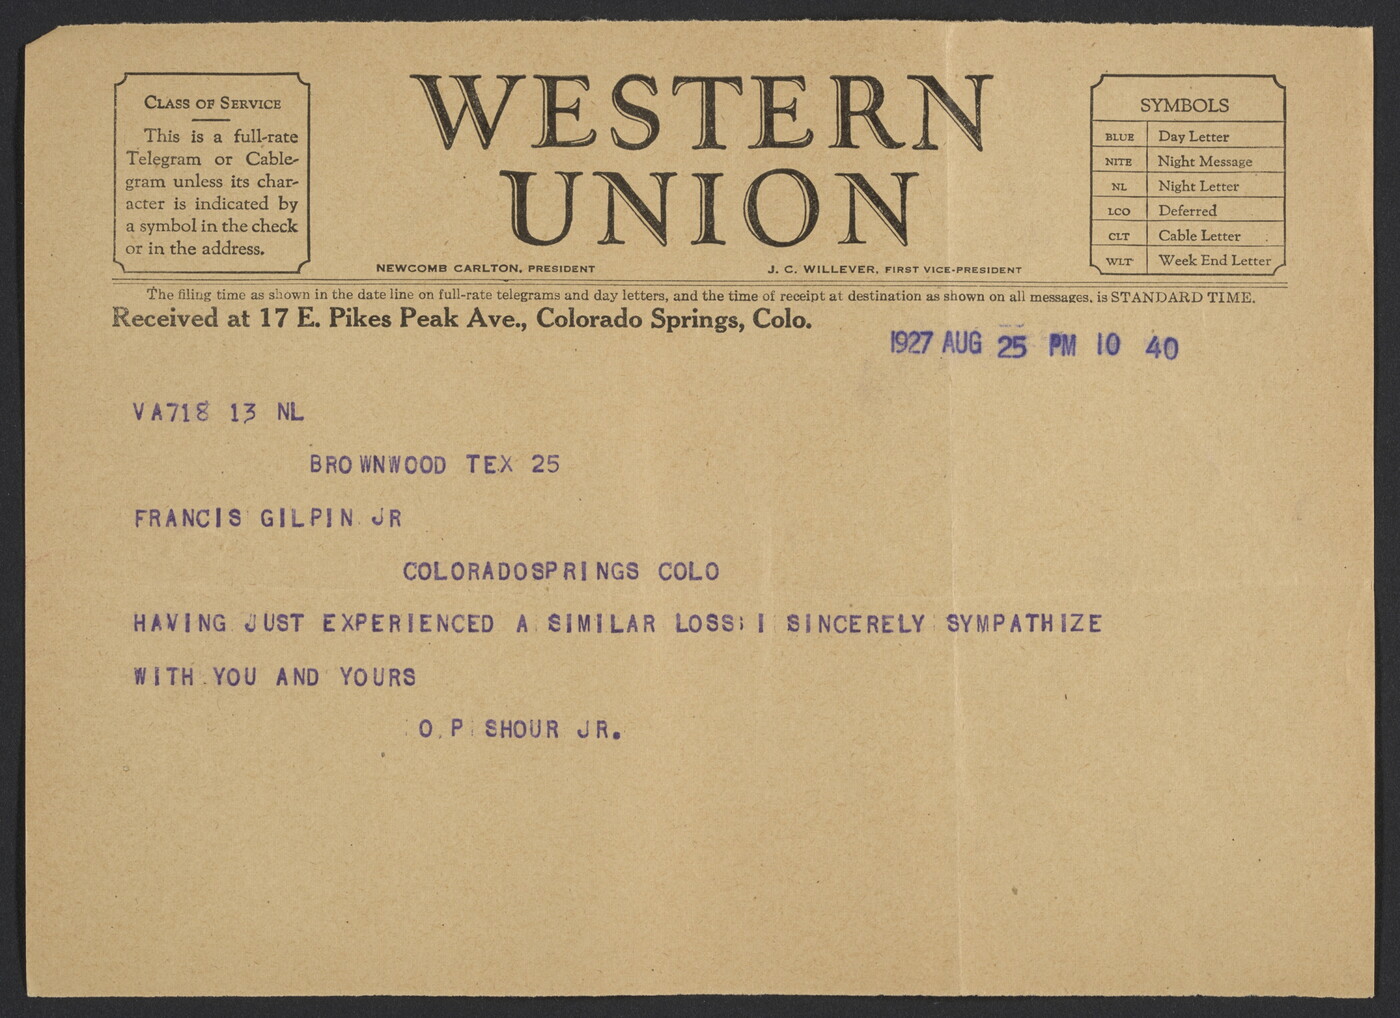 CLASS OF SERVICE
This is a full-rate
Telegram or Cable-
gram unless its char-
acter is indicated by
a symbol in the check
or in the address.
WESTERN
UNION
NEWCOMB CARLTON, PRESIDENT
J. C. WILLEVER, FIRST VICE-PRESIDENT
SYMBOLS
BLUE Day Letter
NITE Night Message
NL Night Letter
LCO Deferred
CLT Cable Letter
WLT Week End Letter
The filing time as shown in the date line on full-rate telegrams and day letters, and the time of receipt at destination as shown on all messages, is STANDARD TIME.
Received at 17 E. Pikes Peak Ave., Colorado Springs, Colo.
1927 AUG 25 PM 10 40
VA718 13 NL
BROWNWOOD TEX 25
FRANCIS GILPIN JR
COLORADOSPRINGS COLO
HAVING JUST EXPERIENCED A SIMILAR LOSS; I SINCERELY SYMPATHIZE
WITH YOU AND YOURS
O P SHOUR JR.